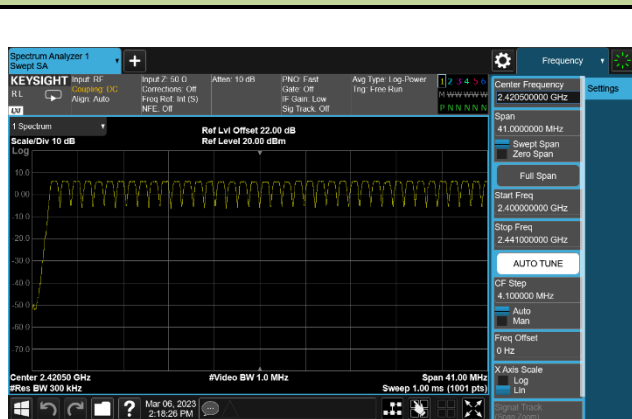 Spectrum Analyzer 1
Swept SA
+
Frequency
KEYSIGHT
RL
LXI
Input: RF
Coupling: DC
Align: Auto
Input Z: 50 Ω
Corrections: Off
Freq Ref: Int (S)
NFE: Off
Atten: 10 dB
PNO: Fast
Gate: Off
IF Gain: Low
Sig Track: Off
Avg Type: Log-Power
Trig: Free Run
1 2 3 4 5 6
M W W W W W
P N N N N N
1 Spectrum
Scale/Div 10 dB
Log
Ref Lvl Offset 22.00 dB
Ref Level 20.00 dBm
10.0
0.00
-10.0
-20.0
-30.0
-40.0
-50.0
-60.0
-70.0
Center 2.42050 GHz
#Res BW 300 kHz
#Video BW 1.0 MHz
Span 41.00 MHz
Sweep 1.00 ms (1001 pts)
Center Frequency
2.420500000 GHz
Settings
Span
41.0000000 MHz
Swept Span
Zero Span
Full Span
Start Freq
2.400000000 GHz
Stop Freq
2.441000000 GHz
AUTO TUNE
CF Step
4.100000 MHz
Auto
Man
Freq Offset
0 Hz
X Axis Scale
Log
Lin
Signal Track
(Span Zoom)
?
Mar 06, 2023
2:18:26 PM